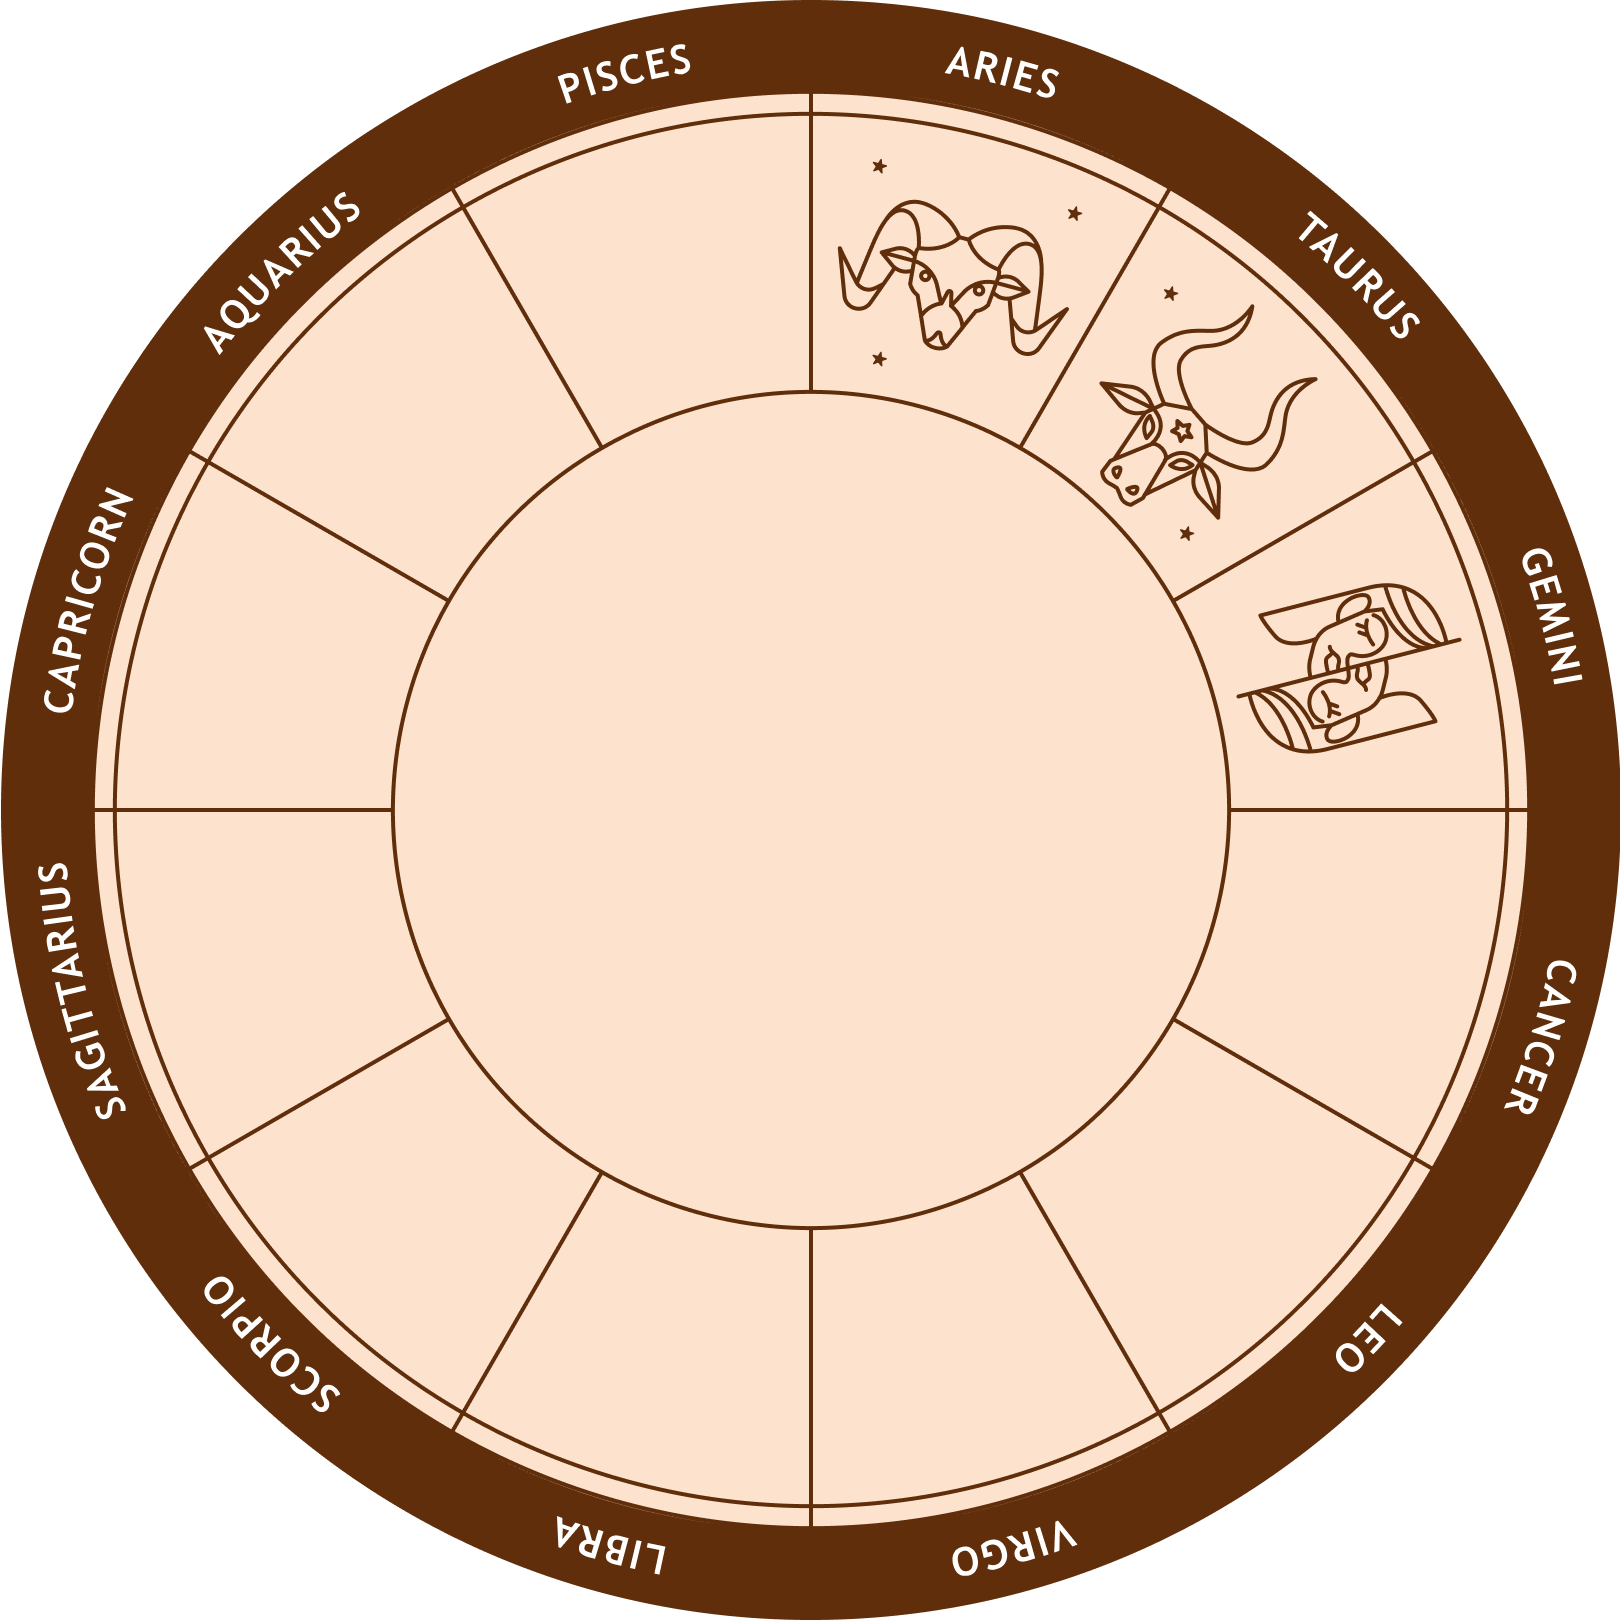 ARIES
TAURUS
GEMINI
CANCER
LEO
VIRGO
LIBRA
SCORPIO
SAGITTARIUS
CAPRICORN
AQUARIUS
PISCES